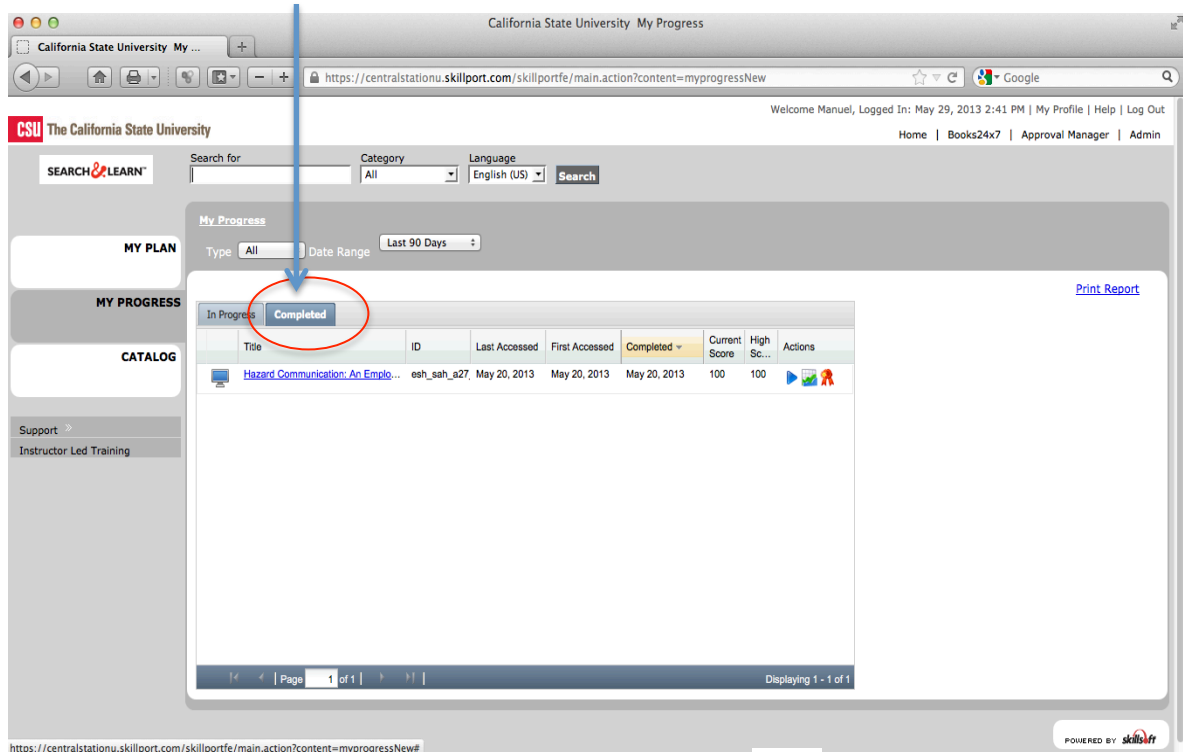 California State University My Progress
California State University My ...
https://centralstationu.skillport.com/skillportfe/main.action?content=myprogressNew
Google
Welcome Manuel, Logged In: May 29, 2013 2:41 PM | My Profile | Help | Log Out
CSU The California State University
Home | Books24x7 | Approval Manager | Admin
SEARCH & LEARN™
Search for Category Language
All English (US) Search
My Progress
Type All Date Range Last 90 Days
MY PLAN
MY PROGRESS
CATALOG
Support »
Instructor Led Training
Print Report
In Progress Completed
Title ID Last Accessed First Accessed Completed Current Score High Sc... Actions
Hazard Communication: An Emplo... esh_sah_a27_ May 20, 2013 May 20, 2013 May 20, 2013 100 100
Page 1 of 1 Displaying 1 - 1 of 1
POWERED BY skillsoft
https://centralstationu.skillport.com/skillportfe/main.action?content=myprogressNew#